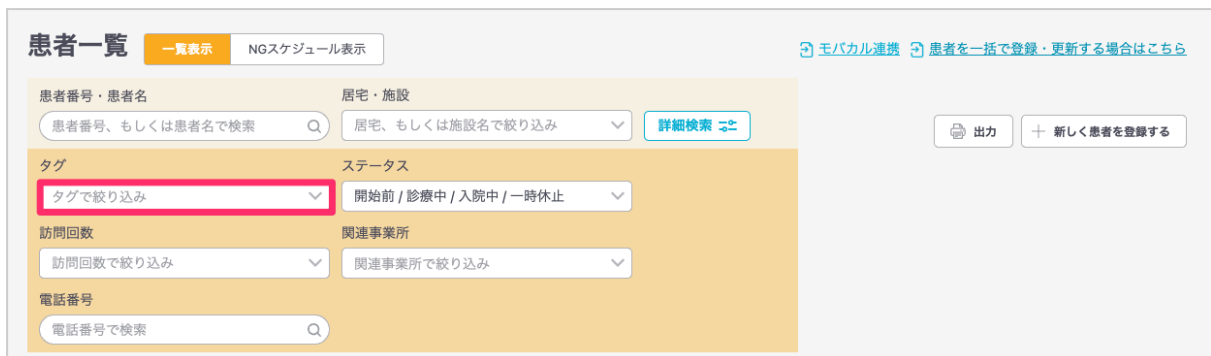 患者一覧 一覧表示 NGスケジュール表示 モバカル連携 患者を一括で登録・更新する場合はこちら
患者番号・患者名 居宅・施設
患者番号、もしくは患者名で検索 居宅、もしくは施設名で絞り込み 詳細検索 出力 新しく患者を登録する
タグ ステータス
タグで絞り込み 開始前 / 診療中 / 入院中 / 一時休止
訪問回数 関連事業所
訪問回数で絞り込み 関連事業所で絞り込み
電話番号
電話番号で検索